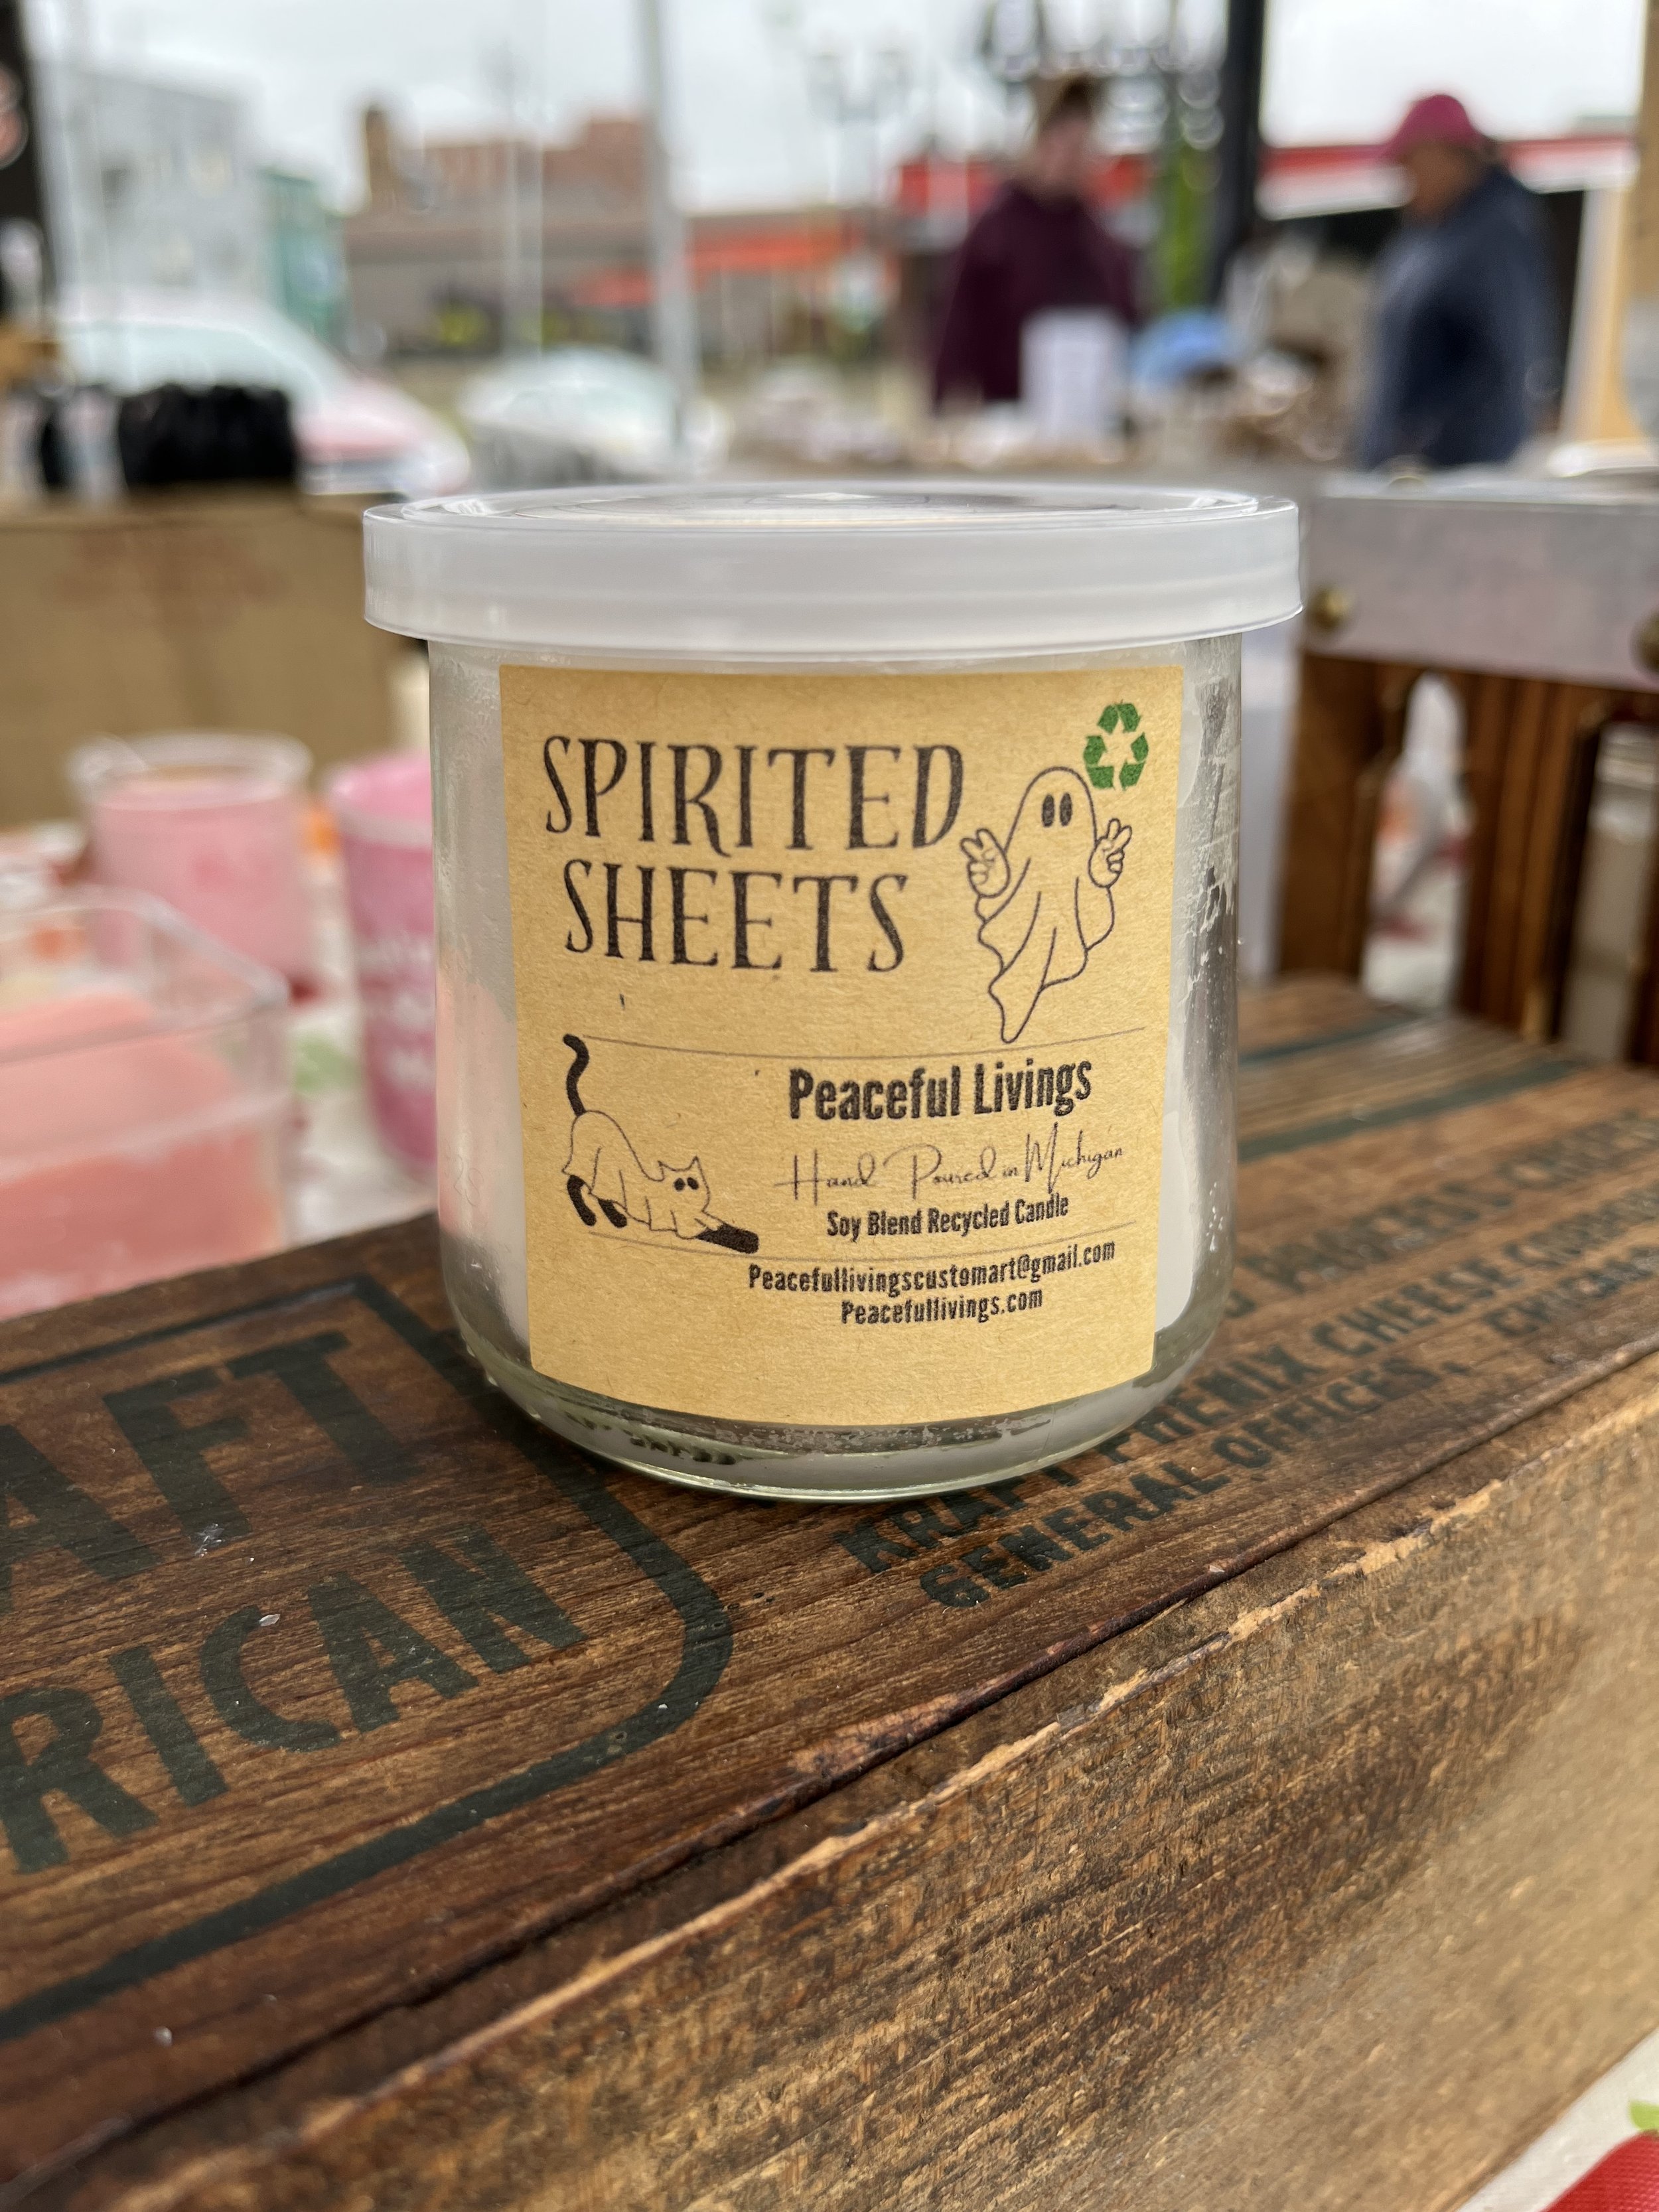 SPIRITED
SHEETS
Peaceful Livings
Hand Poured in Michigan
Soy Blend Recycled Candle
Peacefullivingscustomart@gmail.com
Peacefullivings.com
AFT
RICAN
KRAFT PHENIX CHEESE
GENERAL OFFICES